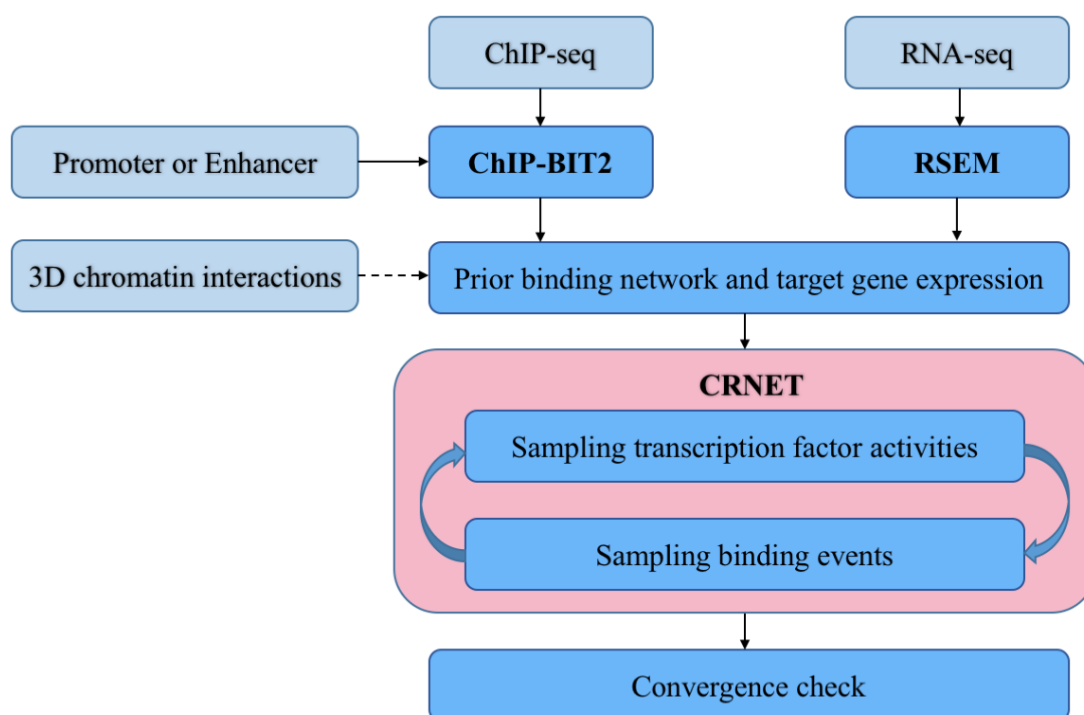 ChIP-seq
RNA-seq
Promoter or Enhancer
ChIP-BIT2
RSEM
3D chromatin interactions
Prior binding network and target gene expression
CRNET
Sampling transcription factor activities
Sampling binding events
Convergence check